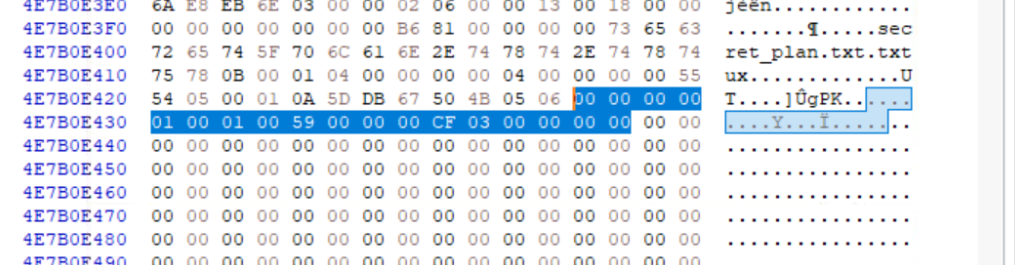 4E7B0E3E0 6A E8 EB 6E 03 00 00 02 06 00 00 13 00 18 00 00 jèën............
4E7B0E3F0 00 00 00 00 00 00 00 B6 81 00 00 00 00 73 65 63 .......¶.....sec
4E7B0E400 72 65 74 5F 70 6C 61 6E 2E 74 78 74 2E 74 78 74 ret_plan.txt.txt
4E7B0E410 75 78 0B 00 01 04 00 00 00 00 04 00 00 00 00 55 ux.............U
4E7B0E420 54 05 00 01 0A 5D DB 67 50 4B 05 06 00 00 00 00 T....]ÛgPK......
4E7B0E430 01 00 01 00 59 00 00 00 CF 03 00 00 00 00 00 00 ....Y...Ï.......
4E7B0E440 00 00 00 00 00 00 00 00 00 00 00 00 00 00 00 00 ................
4E7B0E450 00 00 00 00 00 00 00 00 00 00 00 00 00 00 00 00 ................
4E7B0E460 00 00 00 00 00 00 00 00 00 00 00 00 00 00 00 00 ................
4E7B0E470 00 00 00 00 00 00 00 00 00 00 00 00 00 00 00 00 ................
4E7B0E480 00 00 00 00 00 00 00 00 00 00 00 00 00 00 00 00 ................
4E7B0E490 00 00 00 00 00 00 00 00 00 00 00 00 00 00 00 00